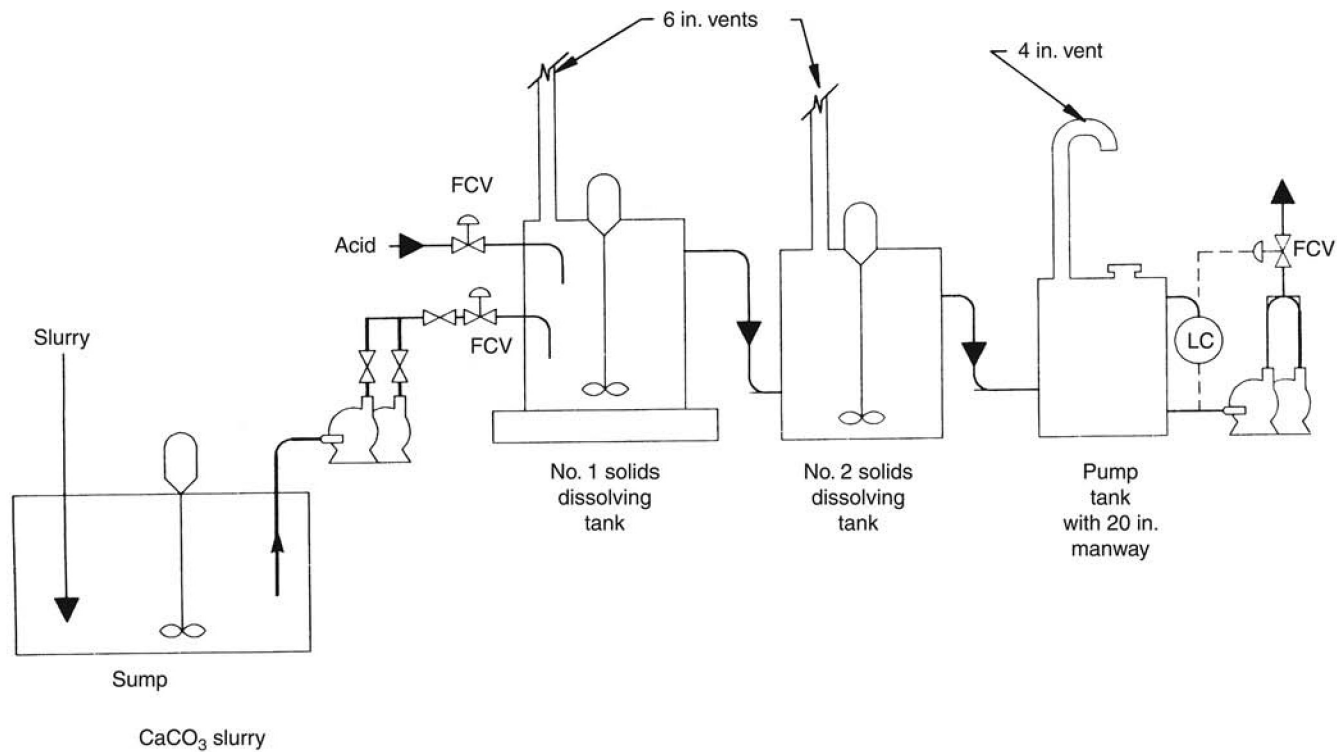 6 in. vents
4 in. vent
FCV
Acid
FCV
Slurry
FCV
LC
No. 1 solids
dissolving
tank
No. 2 solids
dissolving
tank
Pump
tank
with 20 in.
manway
Sump
CaCO₃ slurry